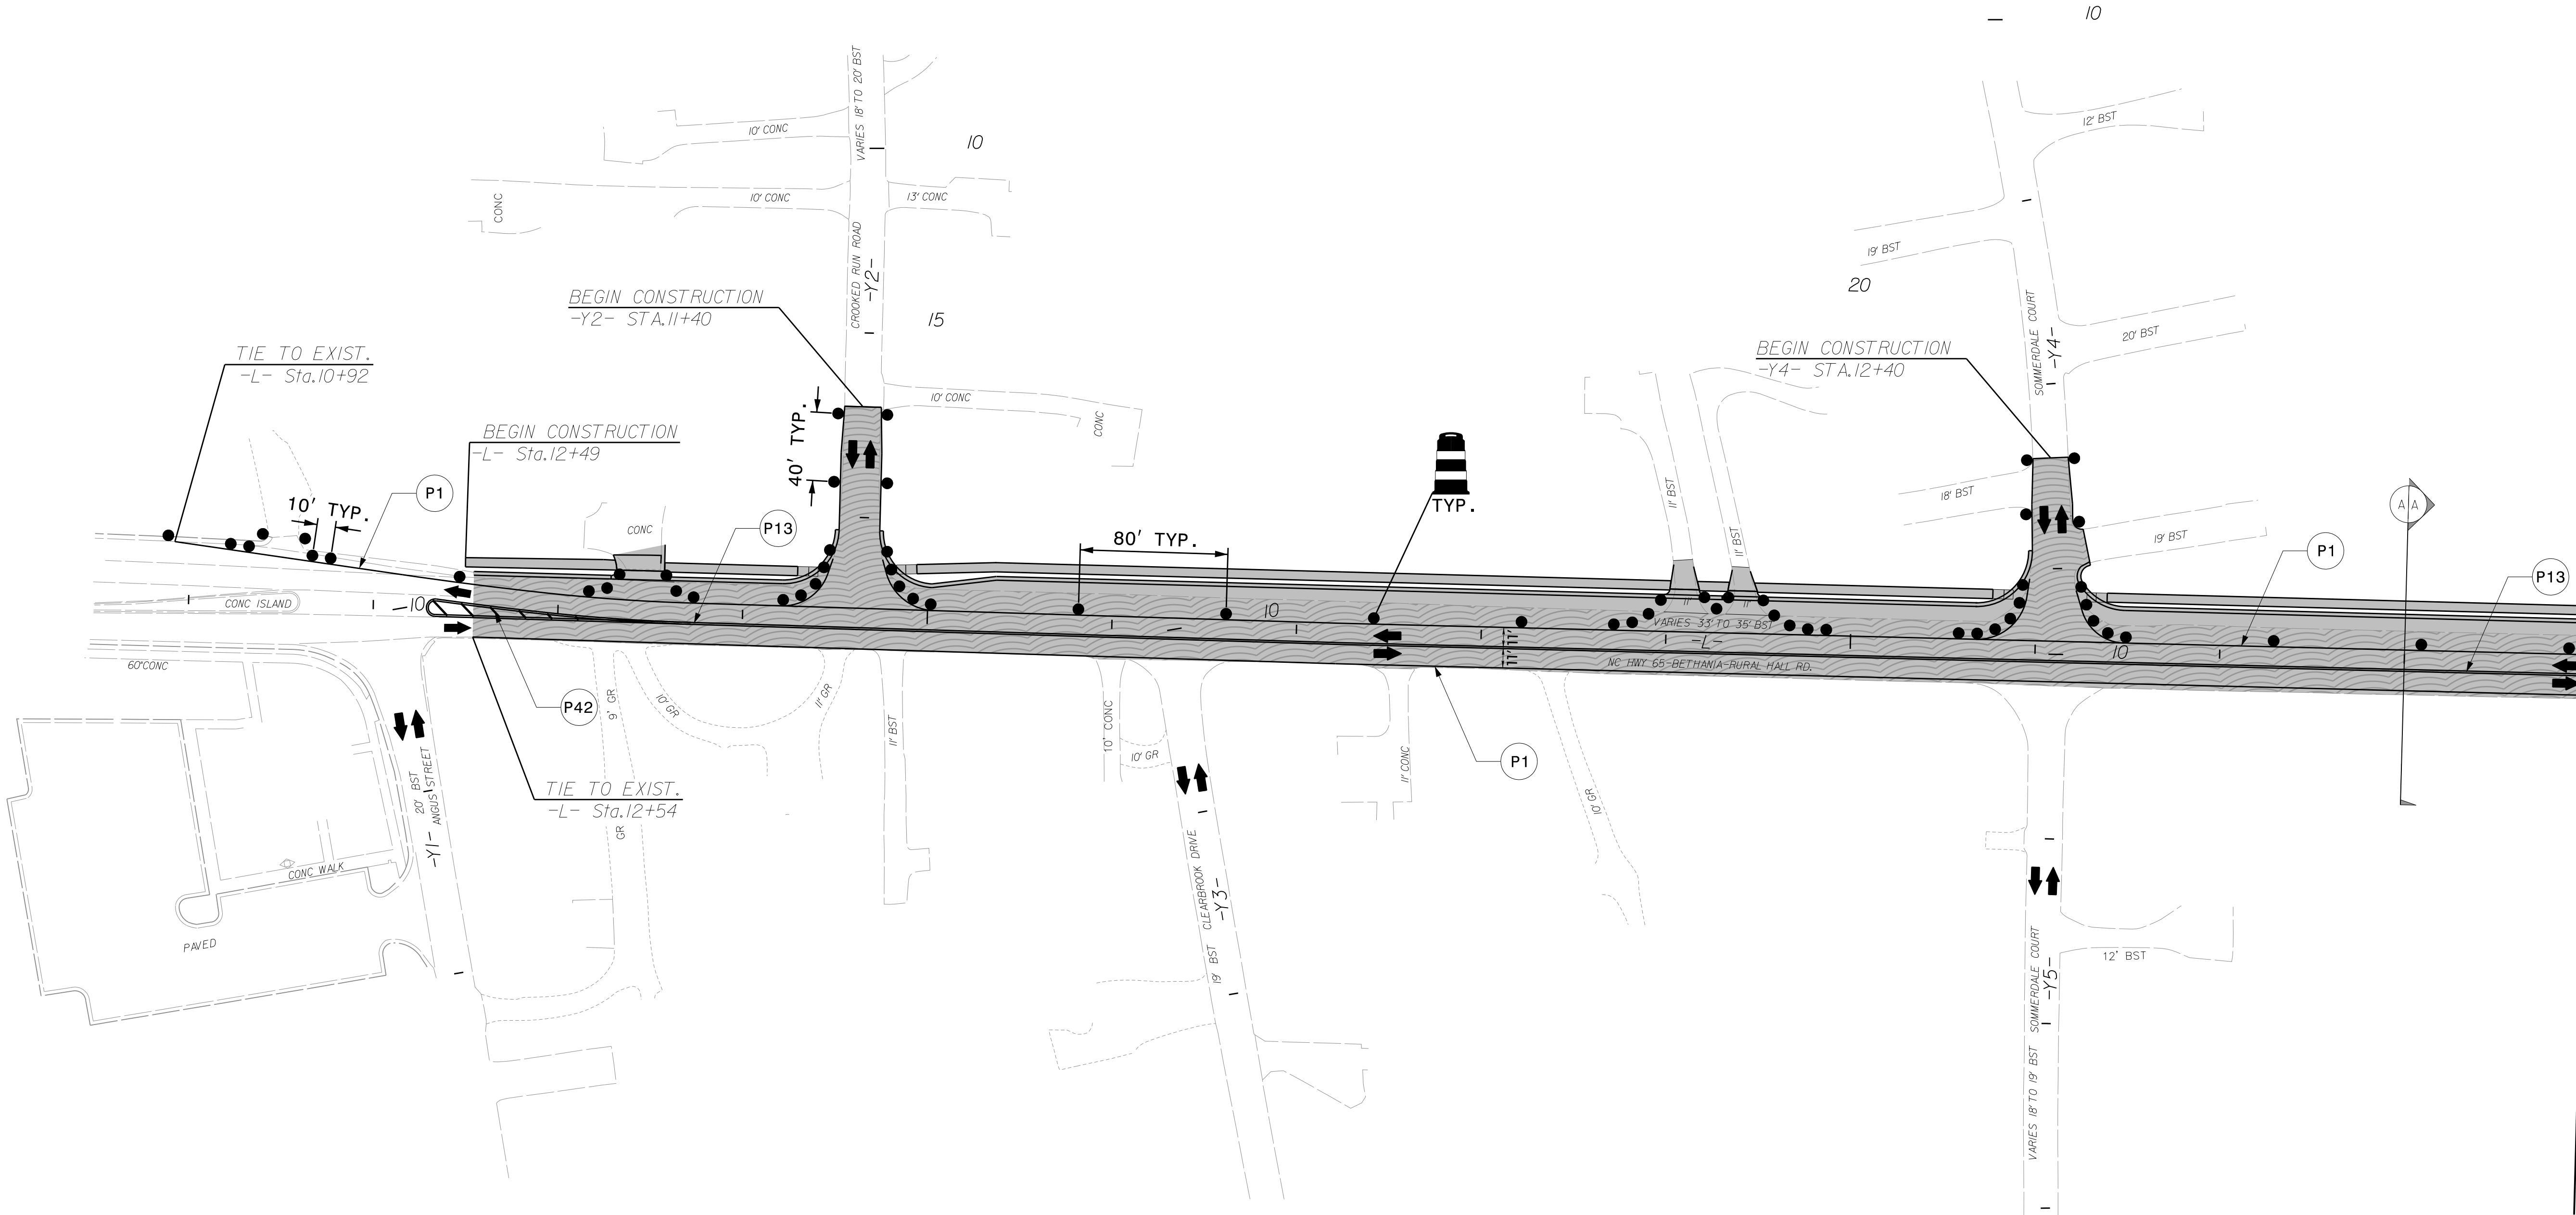 10
VARIES 18' TO 20' BST
10' CONC
10
12' BST
CONC
10' CONC
13' CONC
CROOKED RUN ROAD
-Y2-
19' BST
20
BEGIN CONSTRUCTION
-Y2- STA.11+40
15
SOMMERDALE COURT
-Y4-
20' BST
TIE TO EXIST.
-L- Sta.10+92
BEGIN CONSTRUCTION
-Y4- STA.12+40
10' CONC
CONC
BEGIN CONSTRUCTION
-L- Sta.12+49
40' TYP.
10' TYP.
P1
CONC
P13
80' TYP.
TYP.
11' BST
11' BST
18' BST
19' BST
A A
P1
P13
CONC ISLAND
10
10
11'
11'
VARIES 33' TO 35' BST
-L-
11' 11'
NC HWY 65-BETHANIA-RURAL HALL RD.
10
60'CONC
P42
9' GR
10' GR
11' GR
11' BST
10' CONC
10' GR
11' CONC
P1
10' GR
20' BST
ANGUS STREET
-Y1-
TIE TO EXIST.
-L- Sta.12+54
GR
CONC WALK
PAVED
19' BST
CLEARBROOK DRIVE
-Y3-
VARIES 18' TO 19' BST
SOMMERDALE COURT
-Y5-
12' BST